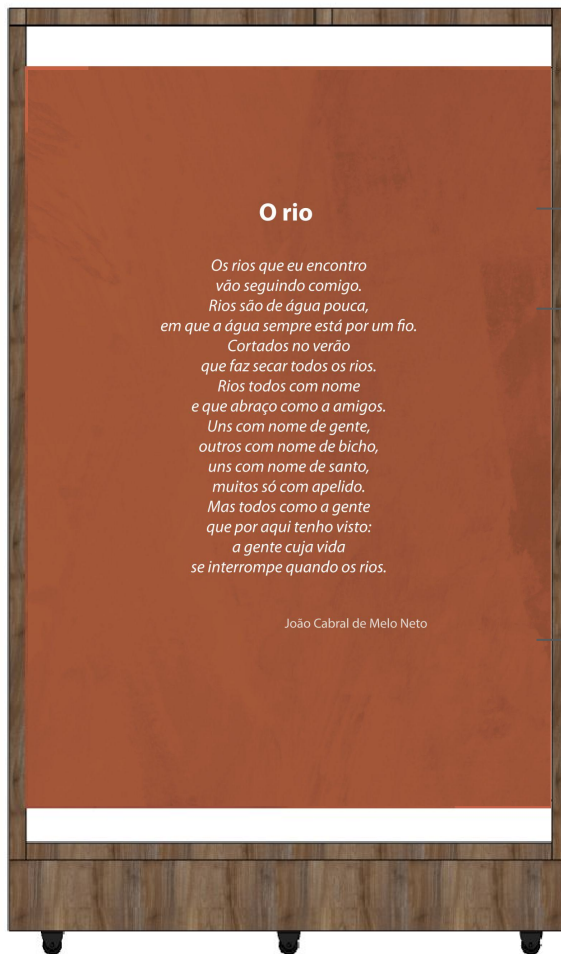 O rio
Os rios que eu encontro
vão seguindo comigo.
Rios são de água pouca,
em que a água sempre está por um fio.
Cortados no verão
que faz secar todos os rios.
Rios todos com nome
e que abraço como a amigos.
Uns com nome de gente,
outros com nome de bicho,
uns com nome de santo,
muitos só com apelido.
Mas todos como a gente
que por aqui tenho visto:
a gente cuja vida
se interrompe quando os rios.
João Cabral de Melo Neto